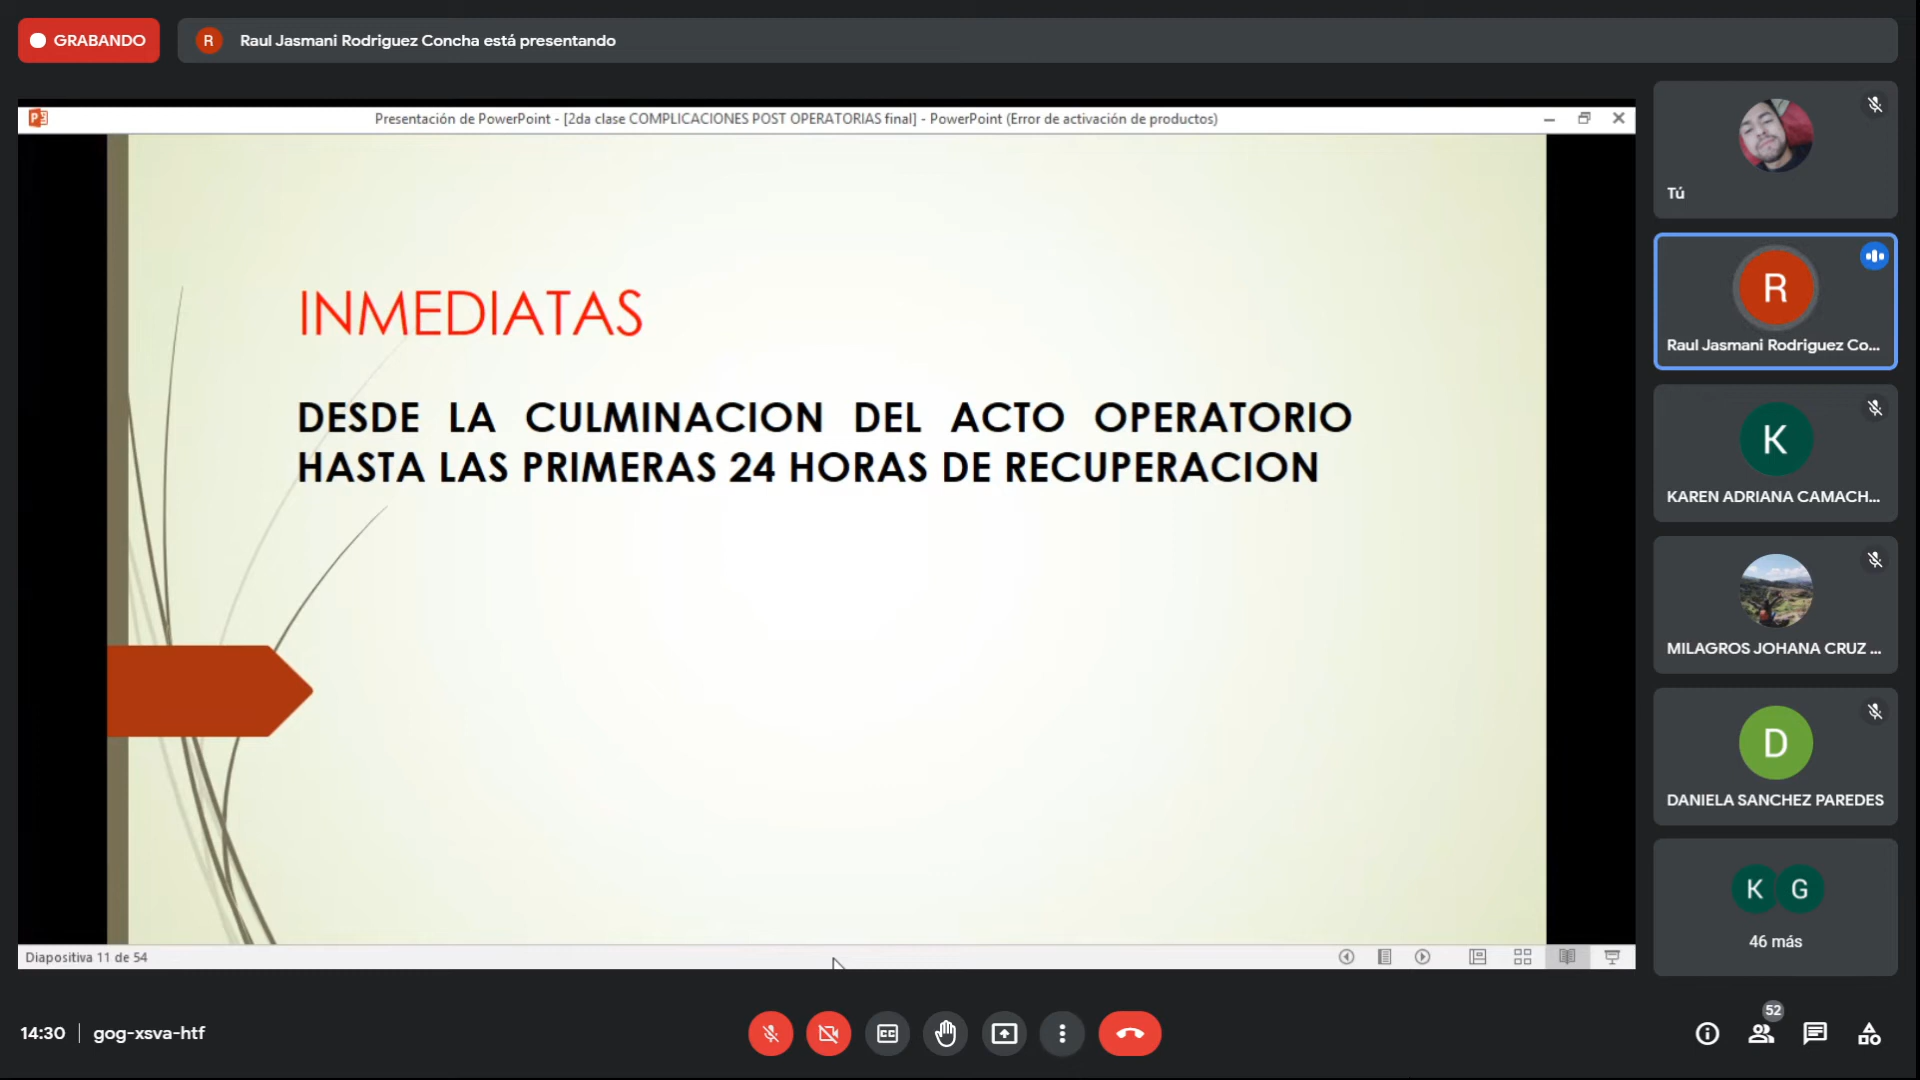 GRABANDO
R
Raul Jasmani Rodriguez Concha está presentando
Presentación de PowerPoint - [2da clase COMPLICACIONES POST OPERATORIAS final] - PowerPoint (Error de activación de productos)
INMEDIATAS
DESDE LA CULMINACION DEL ACTO OPERATORIO
HASTA LAS PRIMERAS 24 HORAS DE RECUPERACION
Diapositiva 11 de 54
Tú
R
Raul Jasmani Rodriguez Co...
K
KAREN ADRIANA CAMACH...
MILAGROS JOHANA CRUZ ...
D
DANIELA SANCHEZ PAREDES
K G
46 más
14:30 | gog-xsva-htf
CC
52